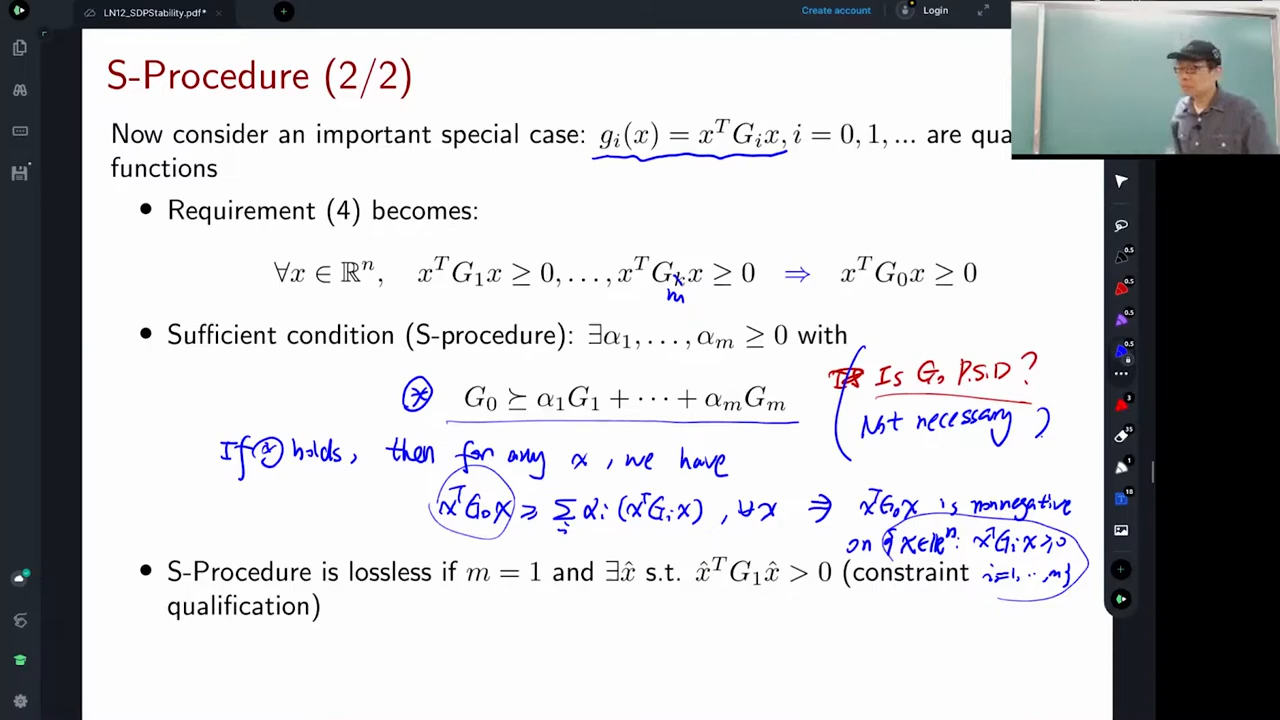 LN12_SDPStability.pdf*
Create account
Login
S-Procedure (2/2)
Now consider an important special case: gᵢ(x) = xᵀGᵢx, i = 0, 1, ... are qua
functions
• Requirement (4) becomes:
∀x ∈ ℝⁿ, xᵀG₁x ≥ 0, . . . , xᵀGₖx ≥ 0 ⇒ xᵀG₀x ≥ 0
m
• Sufficient condition (S-procedure): ∃α₁, . . . , αₘ ≥ 0 with
Is G₀ P.S.D?
⊛ G₀ ⪰ α₁G₁ + · · · + αₘGₘ
Not necessary
If ⊛ holds, then for any x, we have
xᵀG₀x ≥ Σᵢ αᵢ (xᵀGᵢx), ∀x ⇒ xᵀG₀x is nonnegative
on {x∈ℝⁿ: xᵀGᵢx ≥ 0
i=1,...,m}
• S-Procedure is lossless if m = 1 and ∃x̂ s.t. x̂ᵀG₁x̂ > 0 (constraint
qualification)